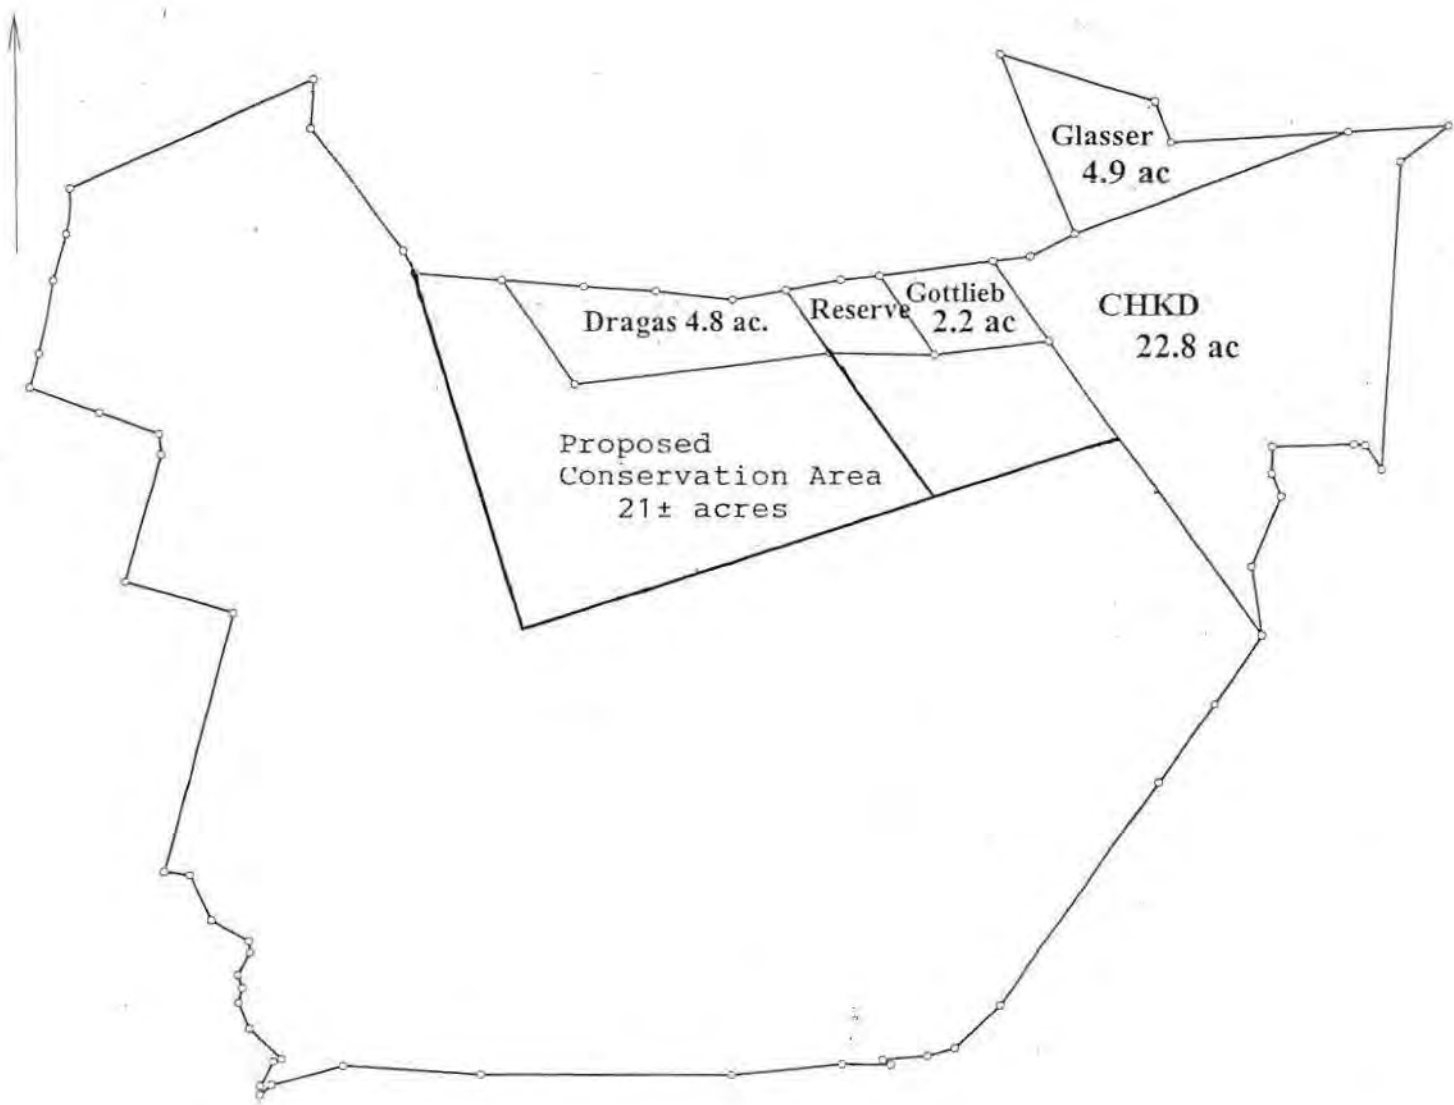 Glasser
4.9 ac
Dragas 4.8 ac.
Reserve
Gottlieb
2.2 ac
CHKD
22.8 ac
Proposed
Conservation Area
21± acres